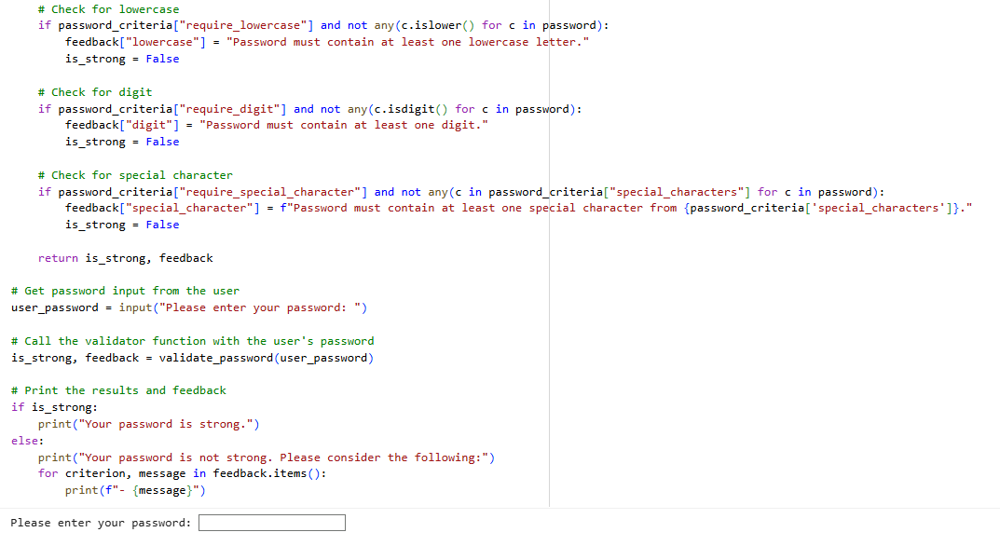 # Check for lowercase
if password_criteria["require_lowercase"] and not any(c.islower() for c in password):
feedback["lowercase"] = "Password must contain at least one lowercase letter."
is_strong = False
# Check for digit
if password_criteria["require_digit"] and not any(c.isdigit() for c in password):
feedback["digit"] = "Password must contain at least one digit."
is_strong = False
# Check for special character
if password_criteria["require_special_character"] and not any(c in password_criteria["special_characters"] for c in password):
feedback["special_character"] = f"Password must contain at least one special character from {password_criteria['special_characters']}."
is_strong = False
return is_strong, feedback
# Get password input from the user
user_password = input("Please enter your password: ")
# Call the validator function with the user's password
is_strong, feedback = validate_password(user_password)
# Print the results and feedback
if is_strong:
print("Your password is strong.")
else:
print("Your password is not strong. Please consider the following:")
for criterion, message in feedback.items():
print(f"- {message}")
Please enter your password: